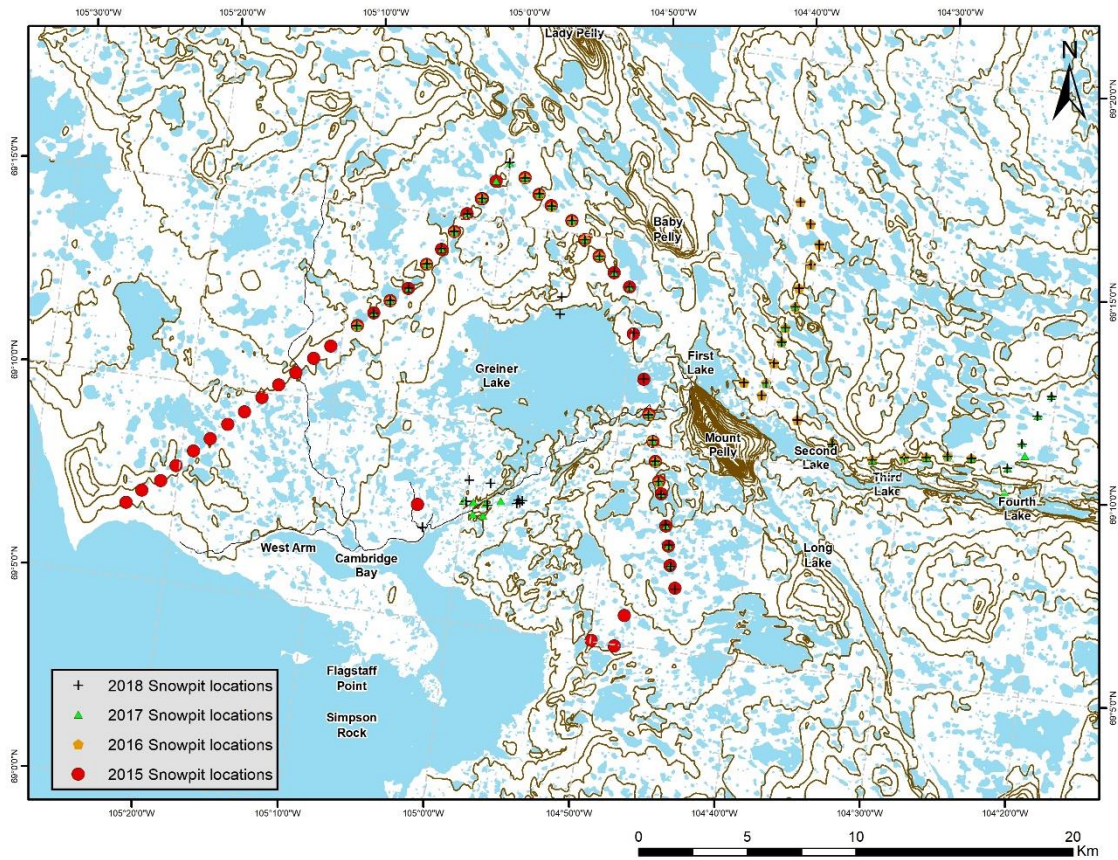 105°30'0"W
105°20'0"W
105°10'0"W
105°0'0"W
104°50'0"W
104°40'0"W
104°30'0"W
Lady Pelly
N
69°20'0"N
69°15'0"N
Baby
Pelly
69°15'0"N
69°10'0"N
First
Lake
Greiner
Lake
Mount
Pelly
Second
Lake
Third
Lake
Fourth
Lake
69°10'0"N
West Arm
Cambridge
Bay
Long
Lake
69°5'0"N
Flagstaff
Point
Simpson
Rock
69°5'0"N
69°0'0"N
2018 Snowpit locations
2017 Snowpit locations
2016 Snowpit locations
2015 Snowpit locations
105°20'0"W
105°10'0"W
105°0'0"W
104°50'0"W
104°40'0"W
104°30'0"W
104°20'0"W
0 5 10 20
Km